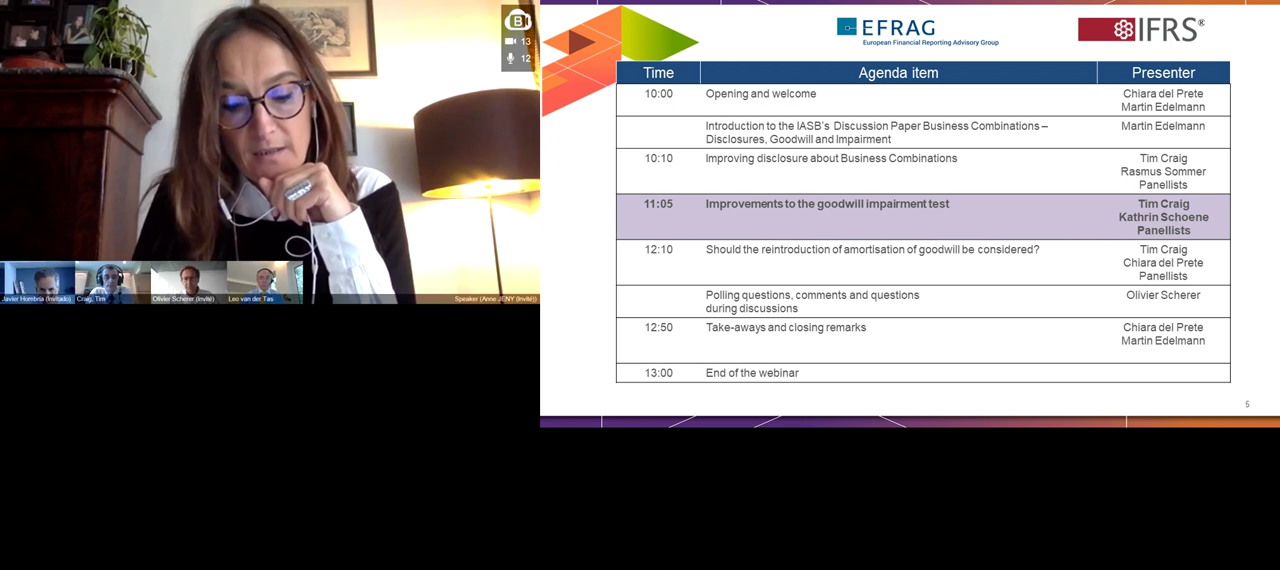 B
13
12
Javier Hombria (Invitado)
Craig, Tim
Olivier Scherer (Invité)
Leo van der Tas
Speaker (Anne JENY (Invité))
EFRAG
European Financial Reporting Advisory Group
IFRS®
Time Agenda item Presenter
10:00 Opening and welcome Chiara del Prete
Martin Edelmann
Introduction to the IASB's Discussion Paper Business Combinations – Martin Edelmann
Disclosures, Goodwill and Impairment
10:10 Improving disclosure about Business Combinations Tim Craig
Rasmus Sommer
Panellists
11:05 Improvements to the goodwill impairment test Tim Craig
Kathrin Schoene
Panellists
12:10 Should the reintroduction of amortisation of goodwill be considered? Tim Craig
Chiara del Prete
Panellists
Polling questions, comments and questions Olivier Scherer
during discussions
12:50 Take-aways and closing remarks Chiara del Prete
Martin Edelmann
13:00 End of the webinar
5